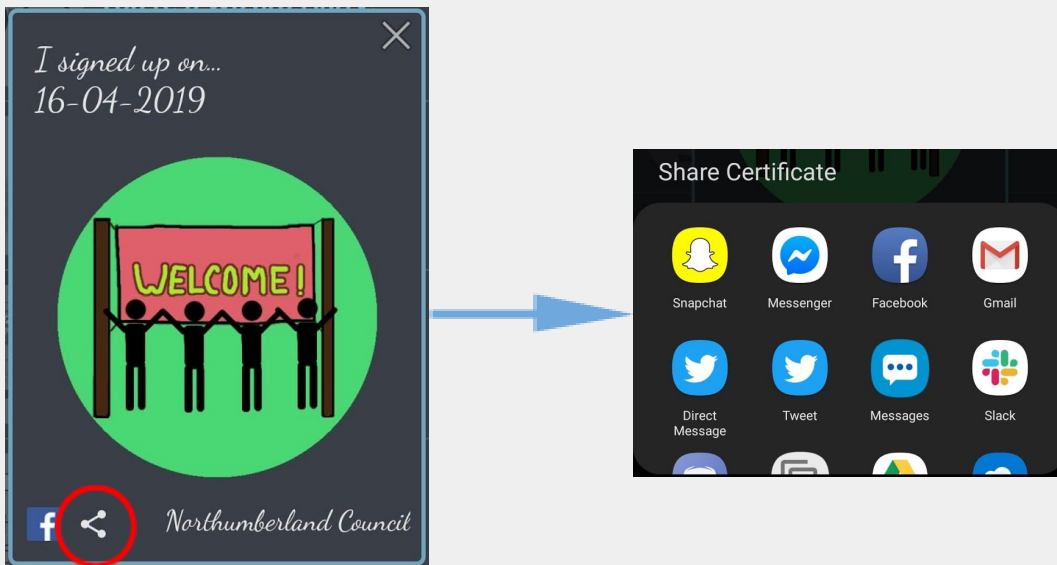 I signed up on...
16-04-2019
WELCOME!
Northumberland Council
Share Certificate
Snapchat
Messenger
Facebook
Gmail
Direct
Message
Tweet
Messages
Slack